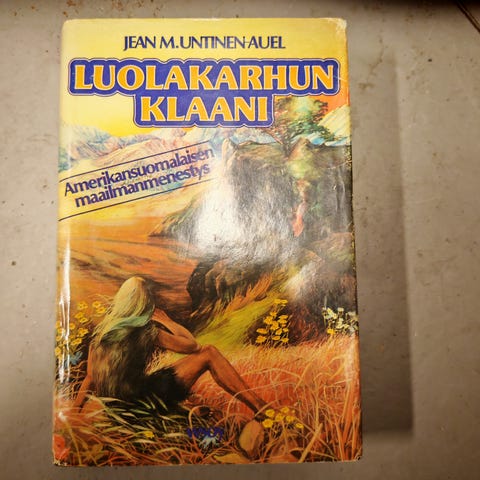 JEAN M. UNTINEN-AUEL
LUOLAKARHUN
KLAANI
Amerikansuomalaisen
maailmanmenestys